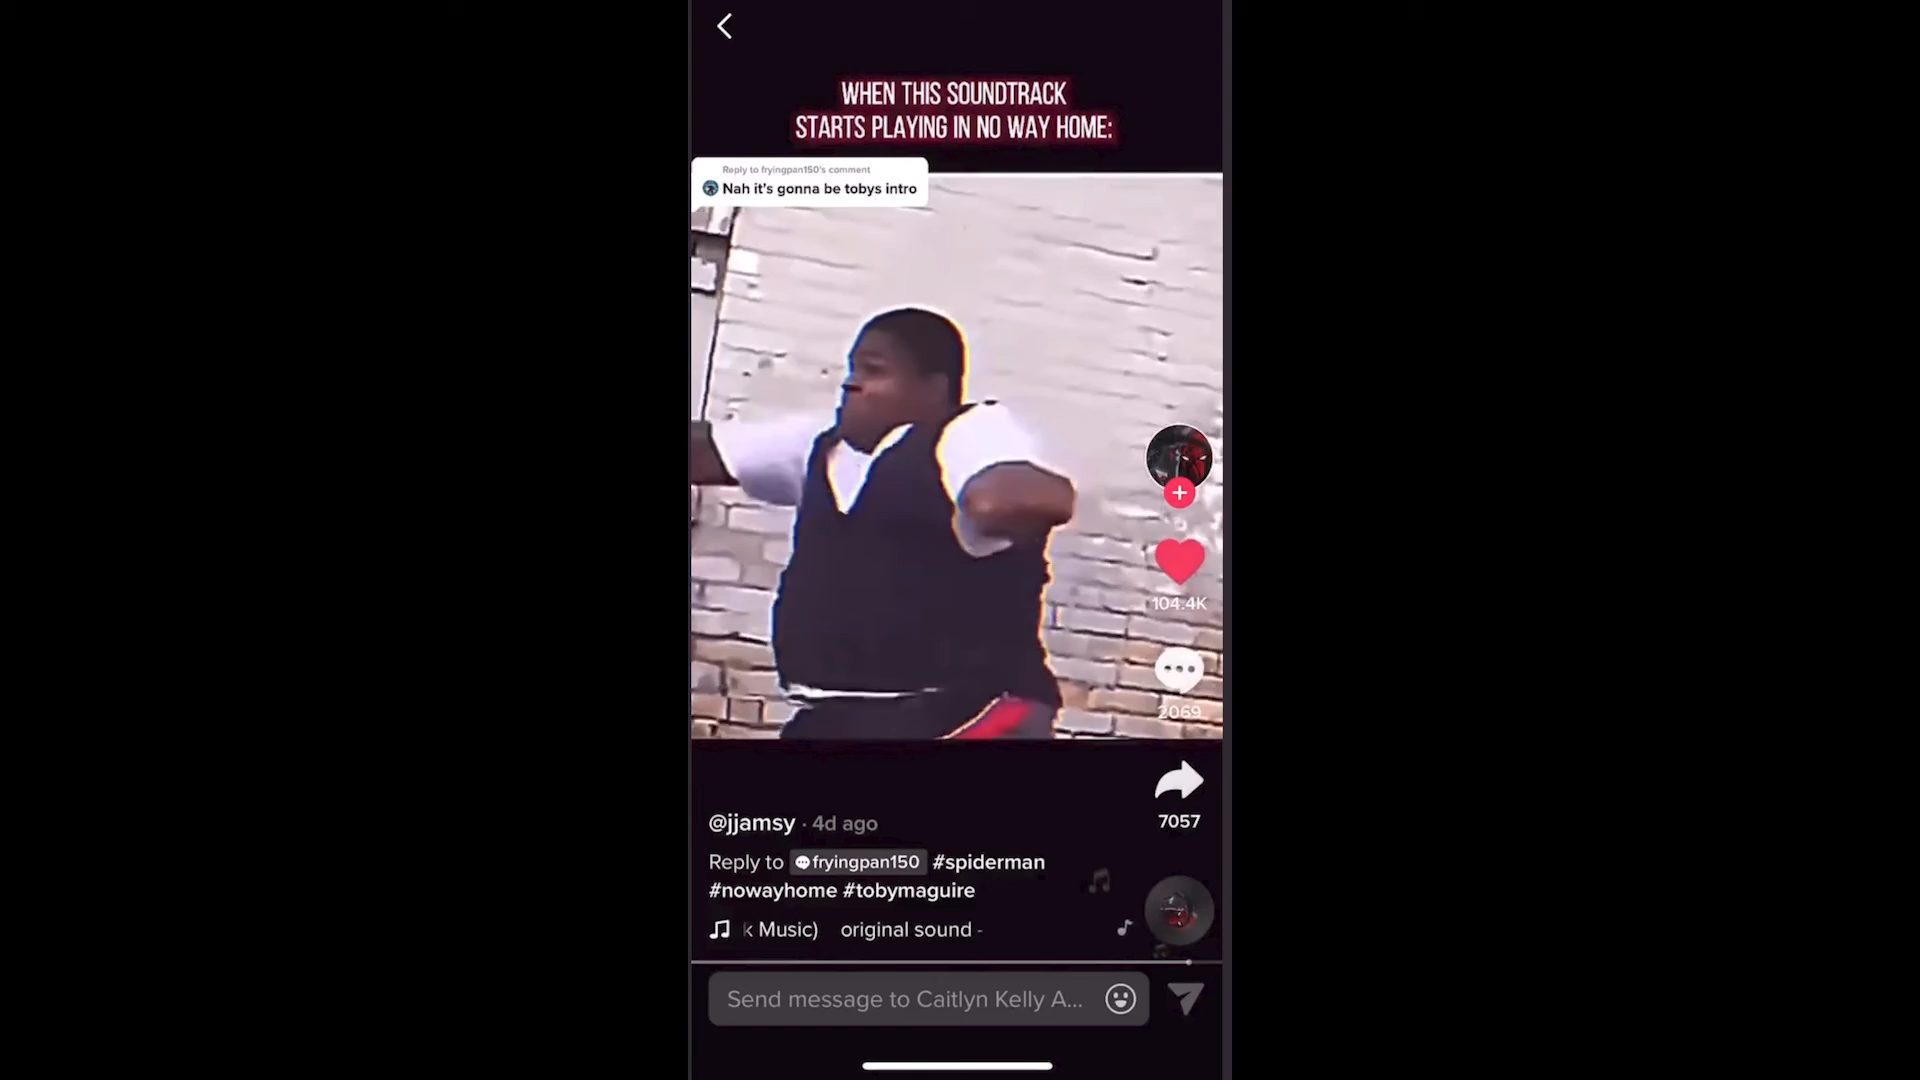 WHEN THIS SOUNDTRACK
STARTS PLAYING IN NO WAY HOME:
Reply to fryingpan150's comment
Nah it's gonna be tobys intro
104.4K
2069
7057
@jjamsy · 4d ago
Reply to fryingpan150 #spiderman
#nowayhome #tobymaguire
k Music) original sound -
Send message to Caitlyn Kelly A...